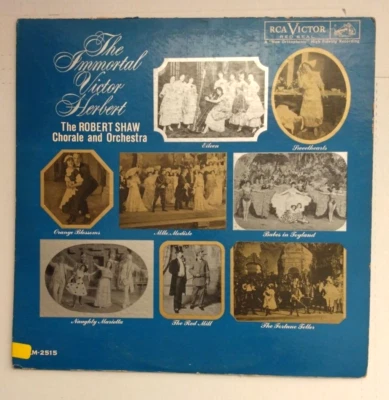 The
Immortal
Victor
Herbert
The ROBERT SHAW
Chorale and Orchestra
RCA VICTOR
Eileen
Sweethearts
Orange Blossoms
Mlle Modiste
Babes in Toyland
Naughty Marietta
The Red Mill
The Fortune Teller
M-2515